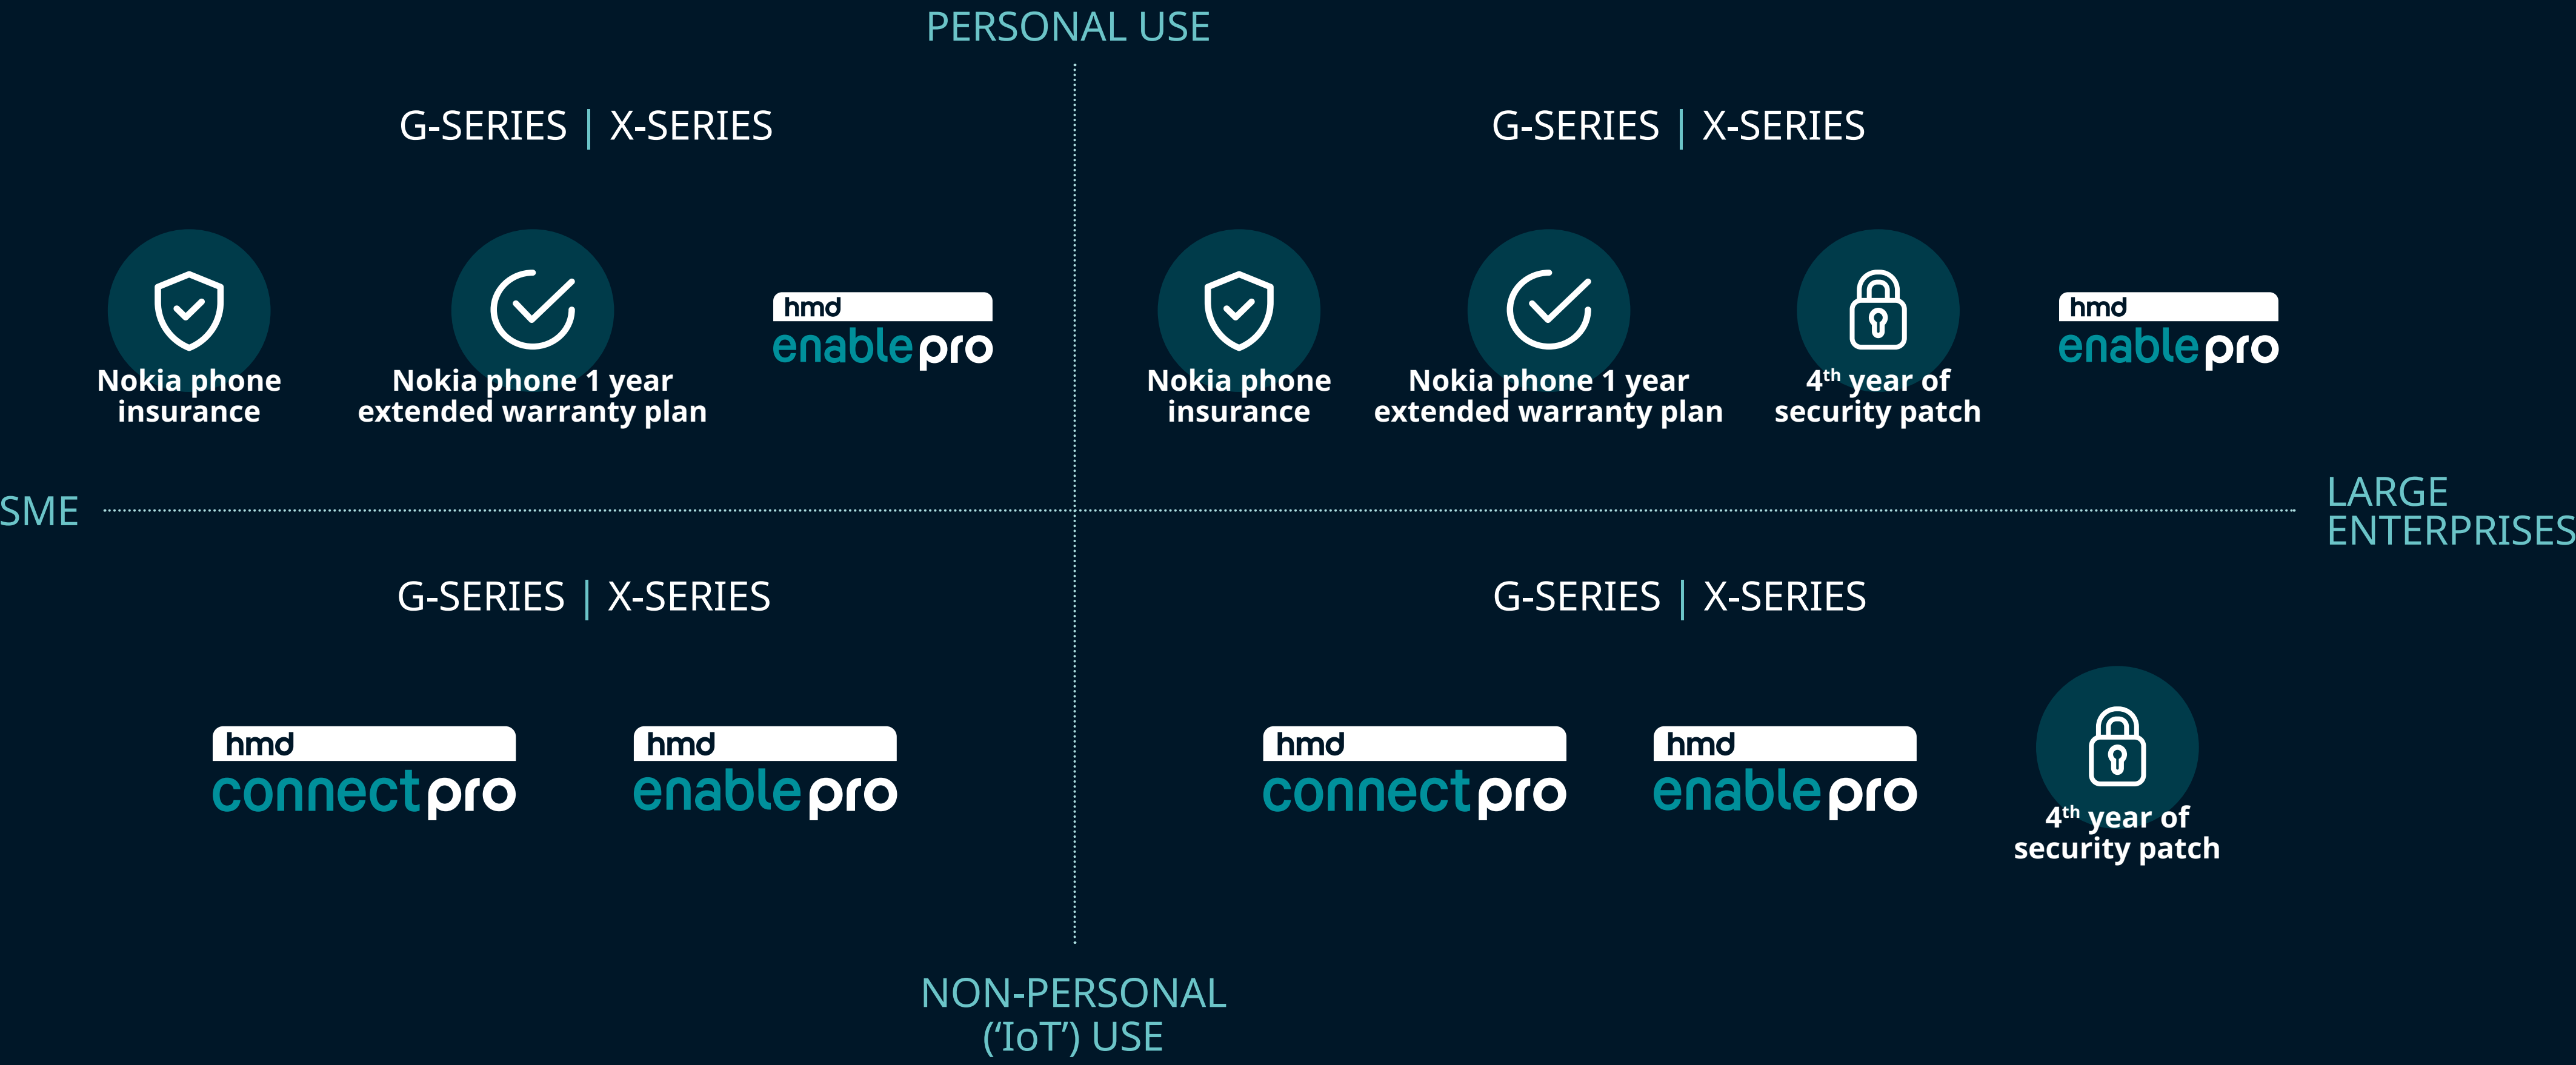 PERSONAL USE
G-SERIES | X-SERIES
Nokia phone
insurance
Nokia phone 1 year
extended warranty plan
hmd
enable pro
G-SERIES | X-SERIES
Nokia phone
insurance
Nokia phone 1 year
extended warranty plan
4th year of
security patch
hmd
enable pro
SME
LARGE
ENTERPRISES
G-SERIES | X-SERIES
hmd
connect pro
hmd
enable pro
G-SERIES | X-SERIES
hmd
connect pro
hmd
enable pro
4th year of
security patch
NON-PERSONAL
(‘IoT’) USE